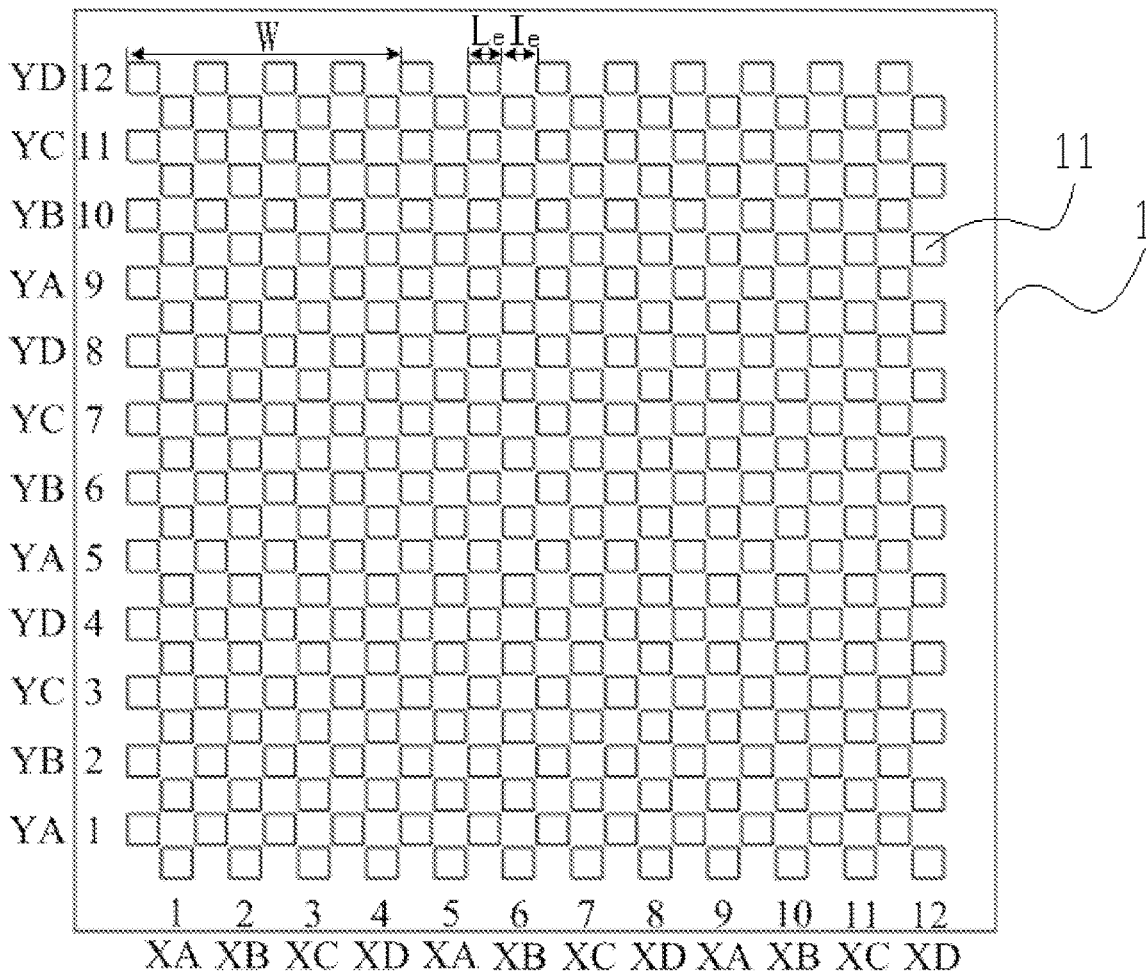 W Le Ie
YD 12
YC 11
11
YB 10
1
YA 9
YD 8
YC 7
YB 6
YA 5
YD 4
YC 3
YB 2
YA 1
1 2 3 4 5 6 7 8 9 10 11 12
XA XB XC XD XA XB XC XD XA XB XC XD